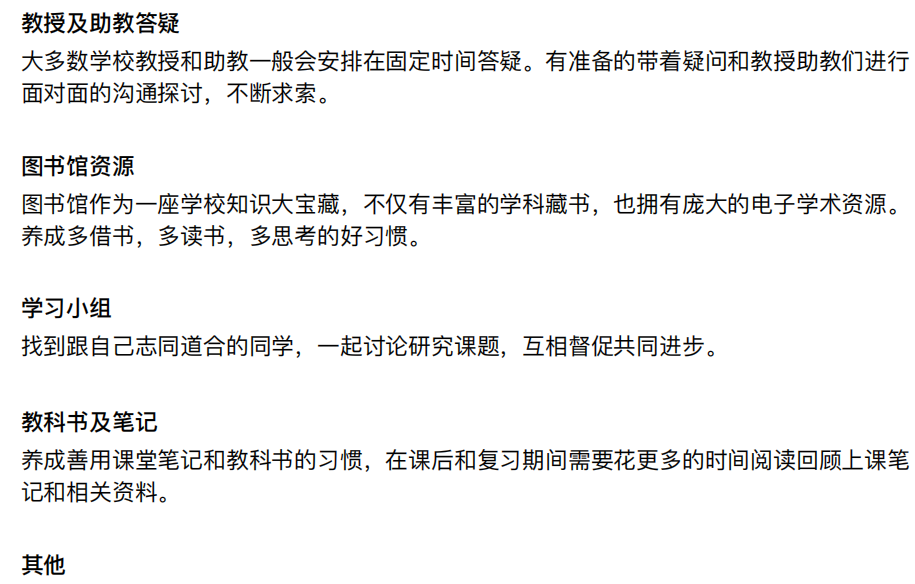 教授及助教答疑
大多数学校教授和助教一般会安排在固定时间答疑。有准备的带着疑问和教授助教们进行
面对面的沟通探讨，不断求索。
图书馆资源
图书馆作为一座学校知识大宝藏，不仅有丰富的学科藏书，也拥有庞大的电子学术资源。
养成多借书，多读书，多思考的好习惯。
学习小组
找到跟自己志同道合的同学，一起讨论研究课题，互相督促共同进步。
教科书及笔记
养成善用课堂笔记和教科书的习惯，在课后和复习期间需要花更多的时间阅读回顾上课笔
记和相关资料。
其他